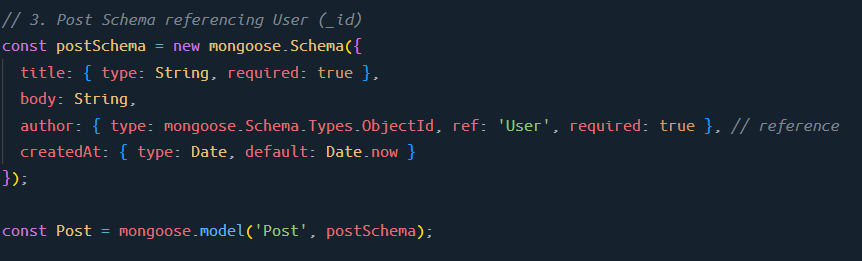 // 3. Post Schema referencing User (_id)
const postSchema = new mongoose.Schema({
  title: { type: String, required: true },
  body: String,
  author: { type: mongoose.Schema.Types.ObjectId, ref: 'User', required: true }, // reference
  createdAt: { type: Date, default: Date.now }
});

const Post = mongoose.model('Post', postSchema);